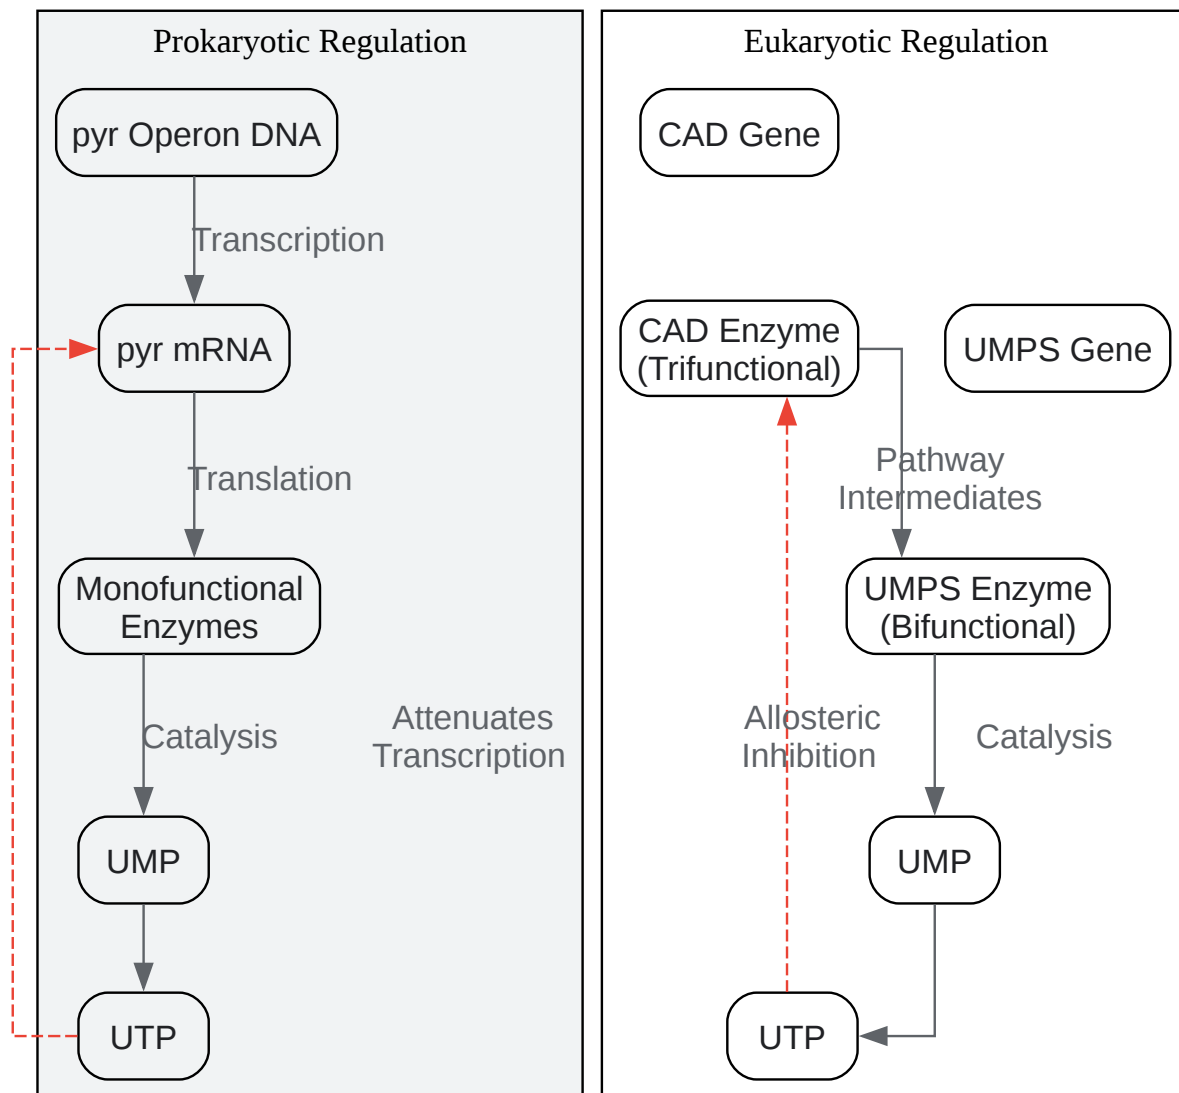 Prokaryotic Regulation
pyr Operon DNA
Transcription
pyr mRNA
Translation
Monofunctional
Enzymes
Catalysis
Attenuates
Transcription
UMP
UTP
Eukaryotic Regulation
CAD Gene
CAD Enzyme
(Trifunctional)
UMPS Gene
Pathway
Intermediates
UMPS Enzyme
(Bifunctional)
Allosteric
Inhibition
Catalysis
UMP
UTP